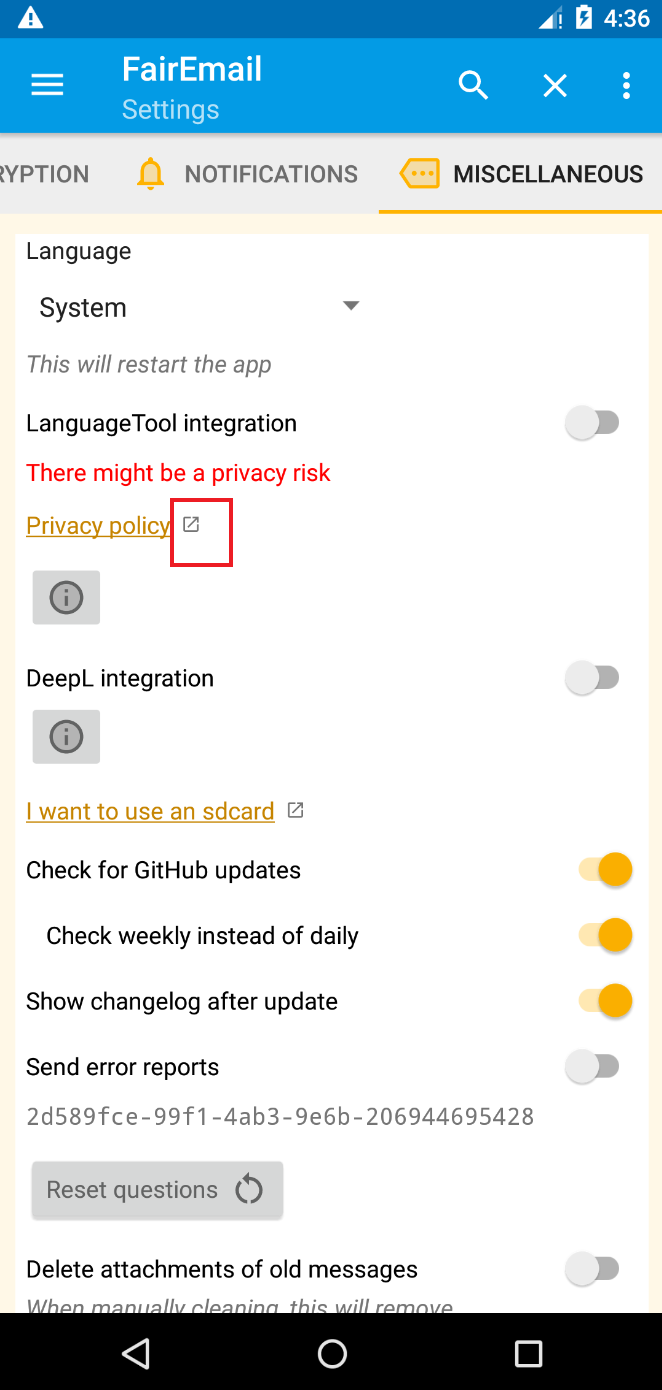 4:36
FairEmail
Settings
RYPTION NOTIFICATIONS MISCELLANEOUS
Language
System
This will restart the app
LanguageTool integration
There might be a privacy risk
Privacy policy
DeepL integration
I want to use an sdcard
Check for GitHub updates
Check weekly instead of daily
Show changelog after update
Send error reports
2d589fce-99f1-4ab3-9e6b-206944695428
Reset questions
Delete attachments of old messages
When manually cleaning, this will remove